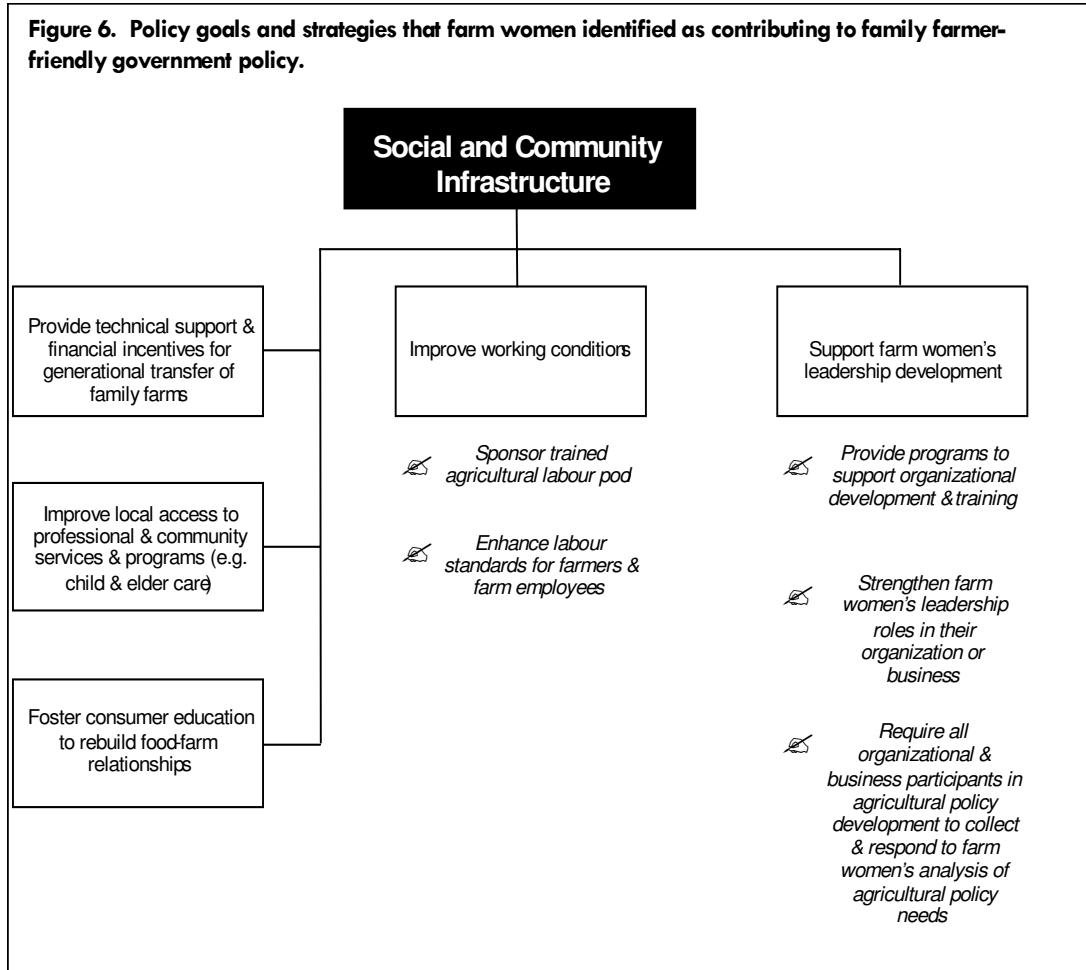 Figure 6. Policy goals and strategies that farm women identified as contributing to family farmer-
friendly government policy.
Social and Community
Infrastructure
Provide technical support &
financial incentives for
generational transfer of
family farms
Improve local access to
professional & community
services & programs (e.g.
child & elder care)
Foster consumer education
to rebuild food-farm
relationships
Improve working conditions
Sponsor trained
agricultural labour pod
Enhance labour
standards for farmers &
farm employees
Support farm women's
leadership development
Provide programs to
support organizational
development & training
Strengthen farm
women's leadership
roles in their
organization or
business
Require all
organizational &
business participants in
agricultural policy
development to collect
& respond to farm
women's analysis of
agricultural policy
needs